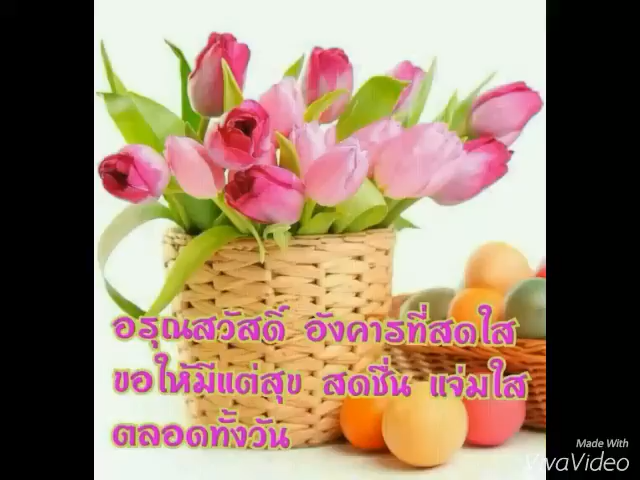 อรุณสวัสดิ์ อังคารที่สดใส
ขอให้มีแต่สุข สดชื่น แจ่มใส
ตลอดทั้งวัน
Made With
VivaVideo